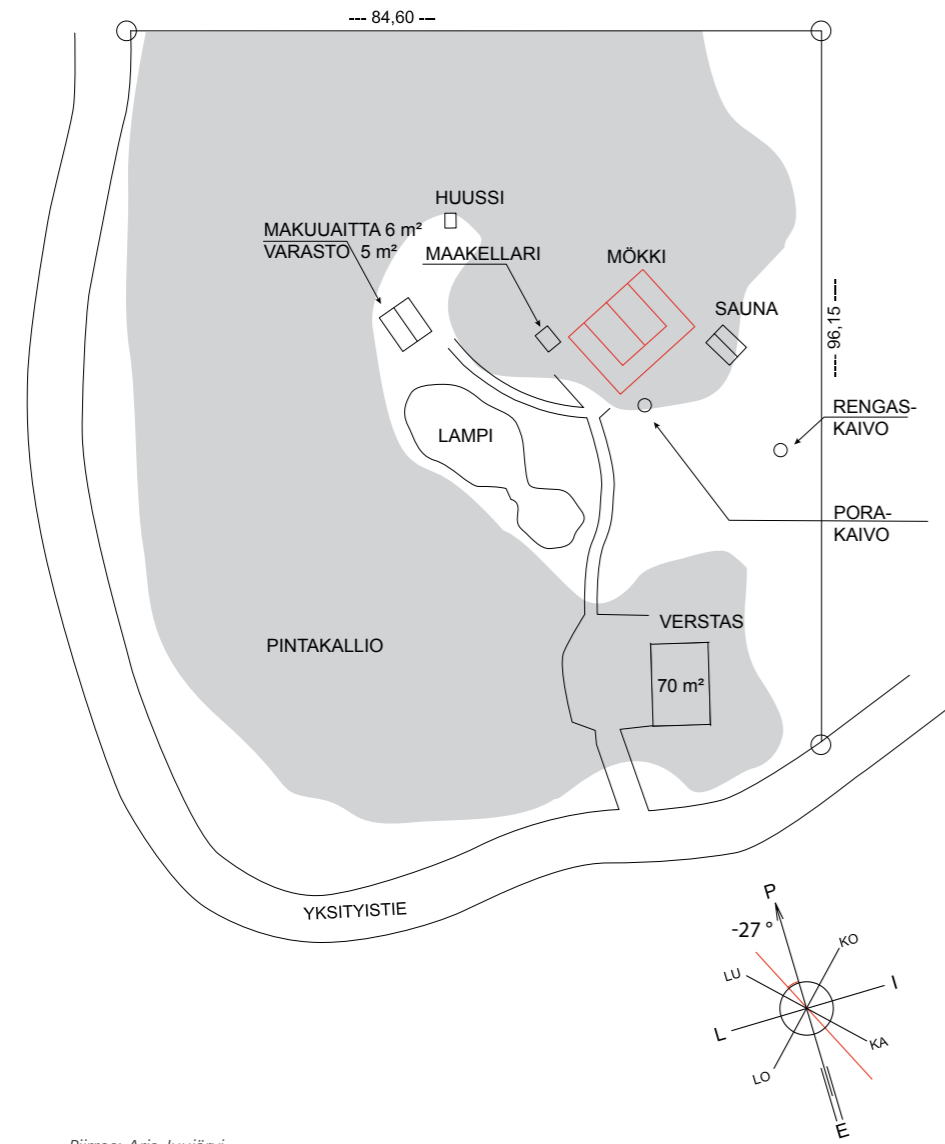 --- 84,60 ---
HUUSSI
MAKUUAITTA 6 m²
VARASTO 5 m²
MAAKELLARI
MÖKKI
SAUNA
--- 96,15 ---
RENGAS-
KAIVO
LAMPI
PORA-
KAIVO
VERSTAS
PINTAKALLIO
70 m²
YKSITYISTIE
P
-27 °
KO
LU
I
L
KA
LO
E